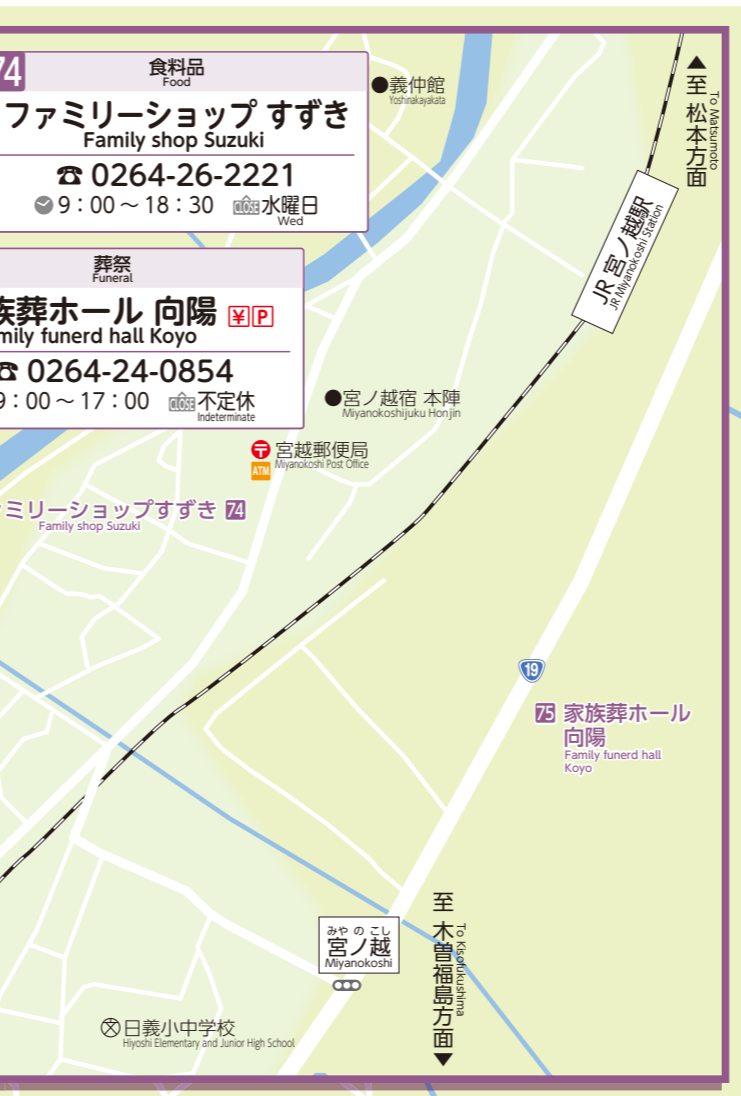 74
食料品
Food
ファミリーショップ すずき
Family shop Suzuki
☎ 0264-26-2221
9：00～18：30 CLOSE 水曜日
Wed
葬祭
Funeral
族葬ホール 向陽 ¥ P
mily funerd hall Koyo
☎ 0264-24-0854
9：00～17：00 CLOSE 不定休
Indeterminate
●義仲館
Yoshinakayakata
▲至 松本方面
To Matsumoto
JR 宮ノ越駅
JR Miyanokoshi Station
●宮ノ越宿 本陣
Miyanokoshijuku Honjin
〒 宮越郵便局
ATM Miyanokoshi Post Office
ミリーショップすずき 74
Family shop Suzuki
19
75 家族葬ホール
向陽
Family funerd hall
Koyo
みやのこし
宮ノ越
Miyanokoshi
至 木曽福島方面▼
To Kisofukushima
文 日義小中学校
Hiyoshi Elementary and Junior High School